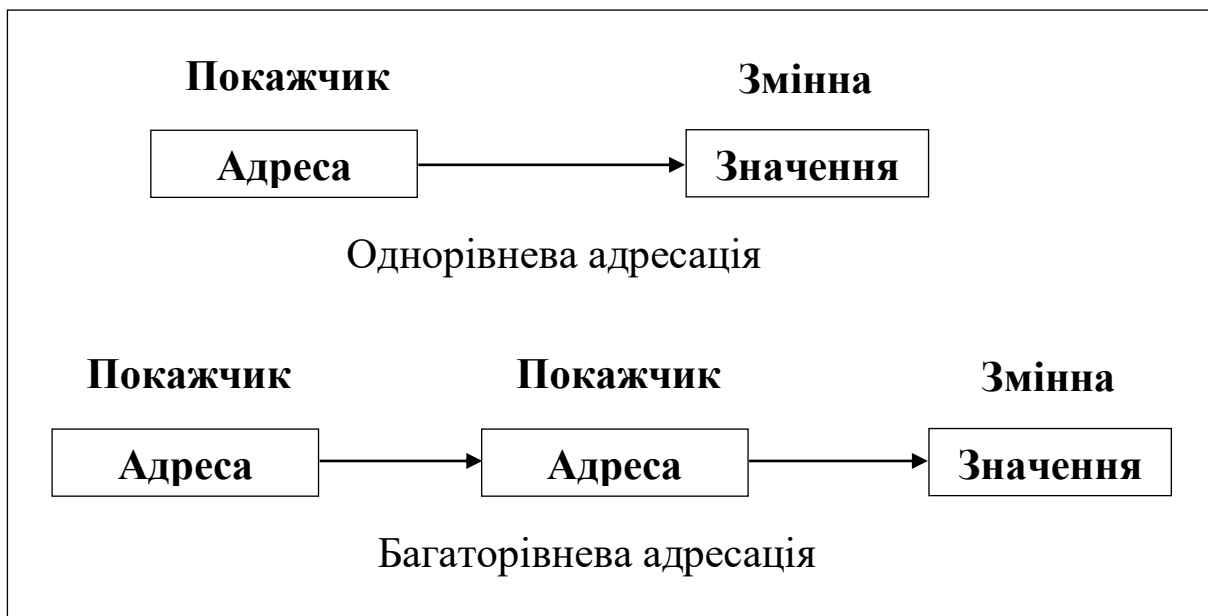 Покажчик Змінна
Адреса Значення
Однорівнева адресація
Покажчик Покажчик Змінна
Адреса Адреса Значення
Багаторівнева адресація